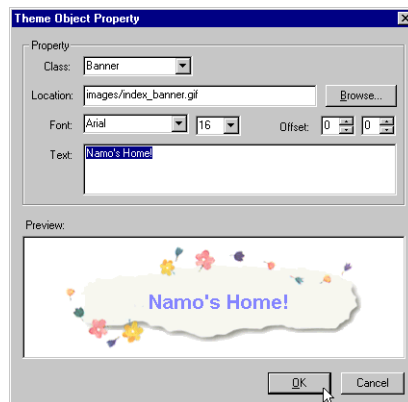 Theme Object Property
Property
Class: Banner
Location: images/index_banner.gif Browse...
Font: Arial 16 Offset: 0 0
Text: Namo's Home!
Preview:
Namo's Home!
OK Cancel